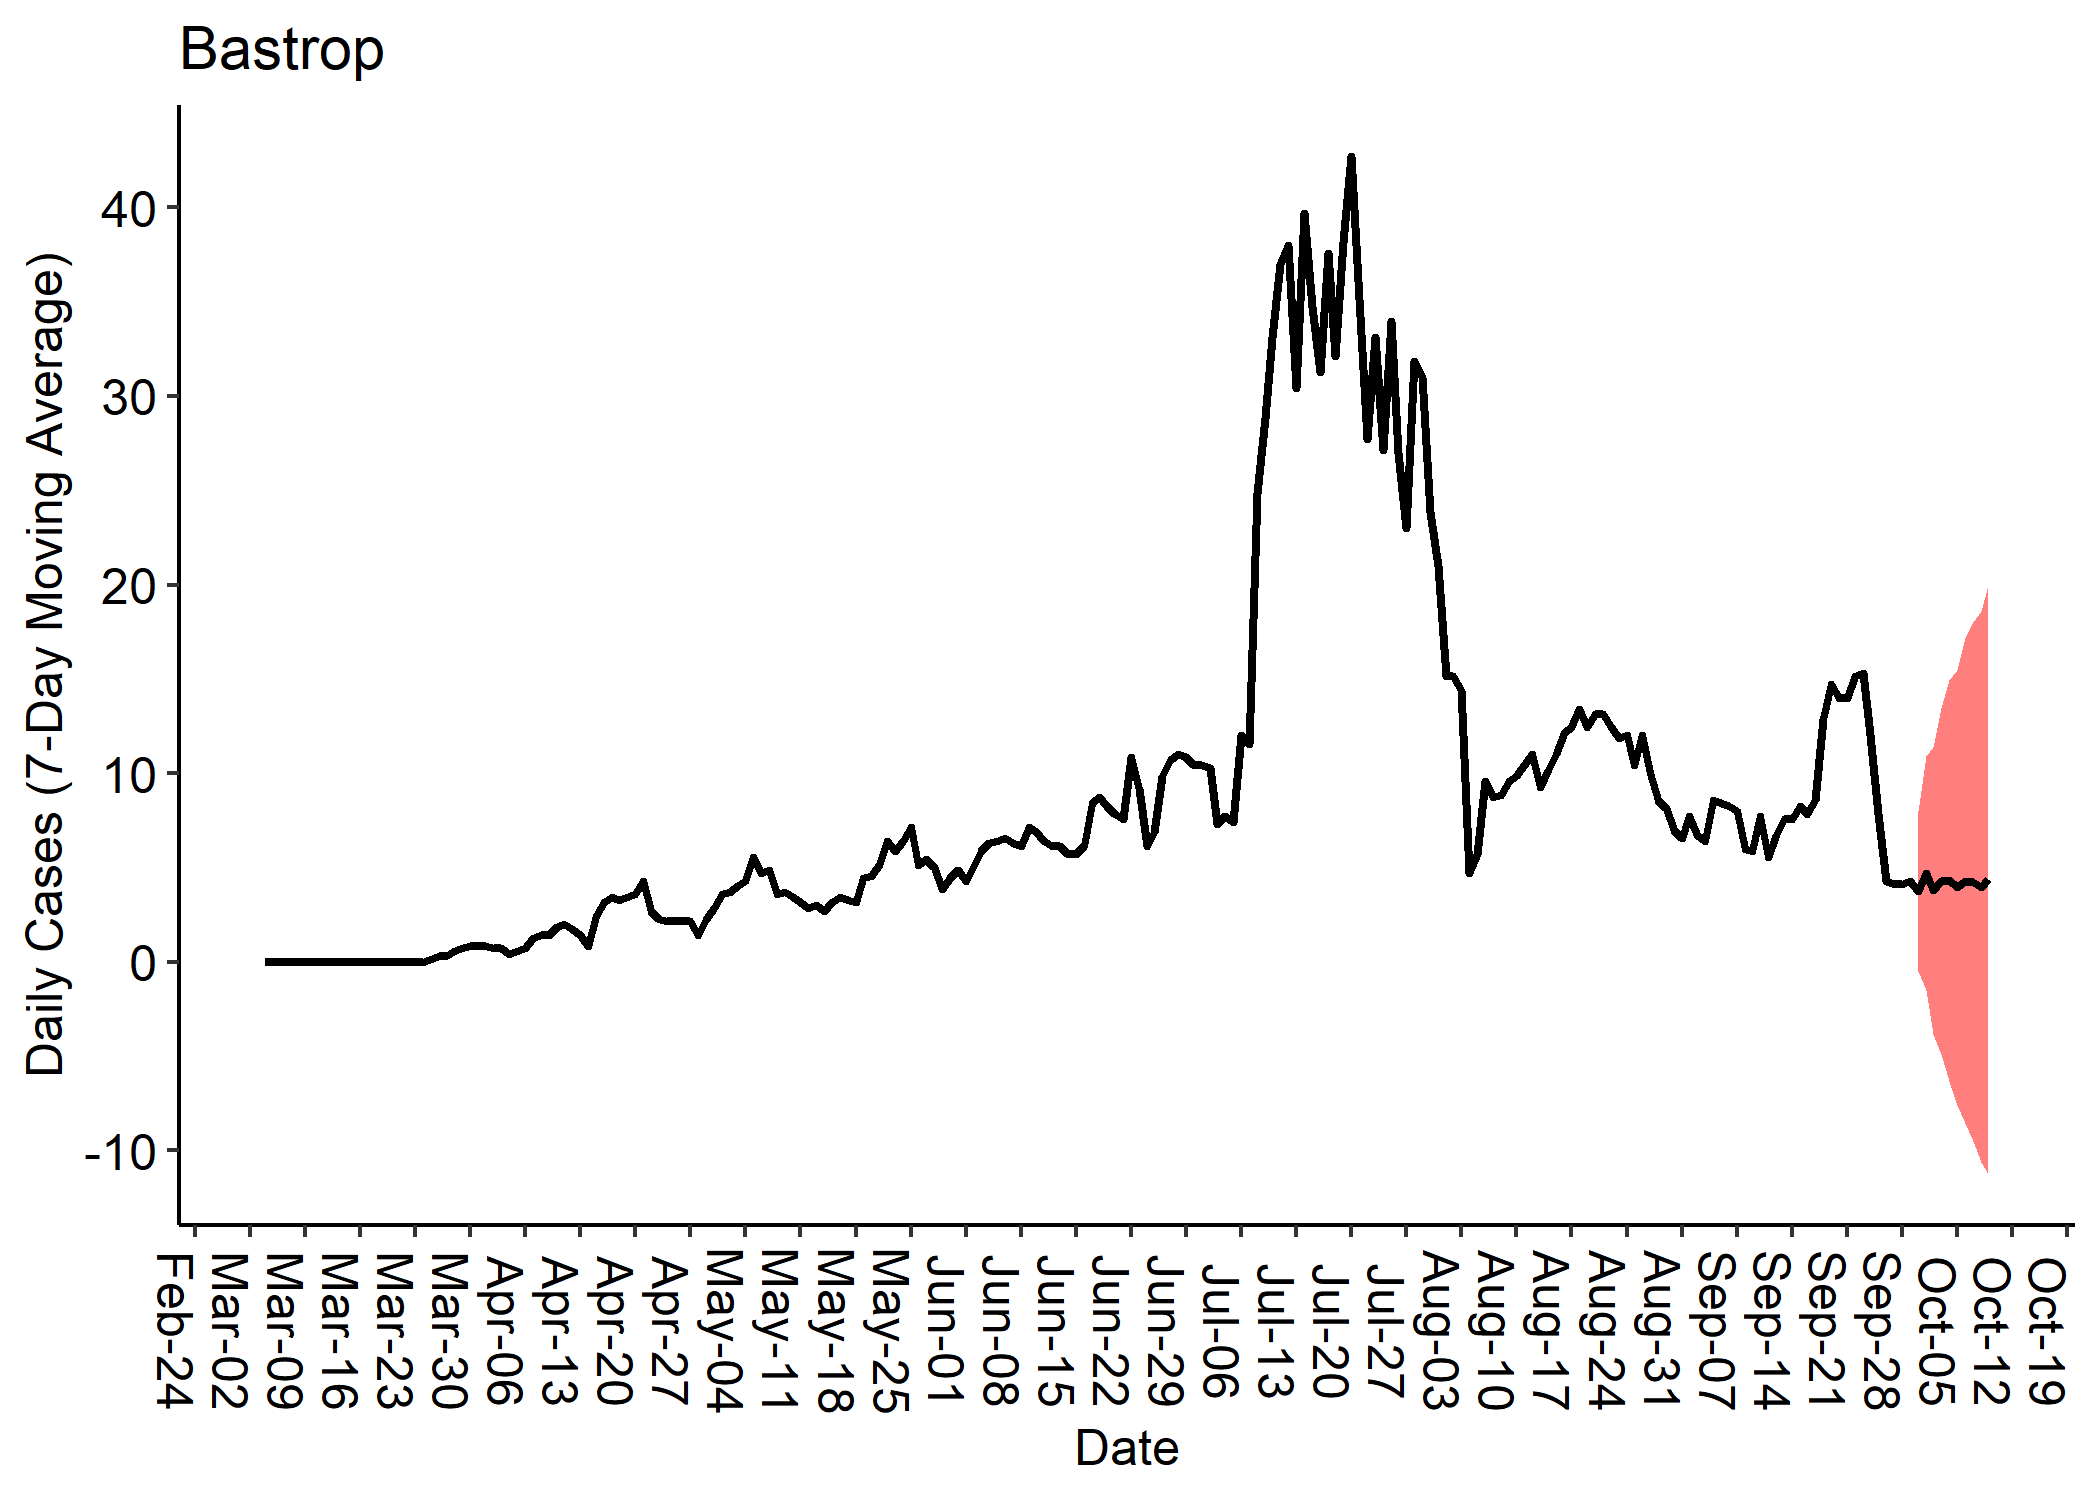 Bastrop
Daily Cases (7-Day Moving Average)
40
30
20
10
0
-10
Feb-24
Mar-02
Mar-09
Mar-16
Mar-23
Mar-30
Apr-06
Apr-13
Apr-20
Apr-27
May-04
May-11
May-18
May-25
Jun-01
Jun-08
Jun-15
Jun-22
Jun-29
Jul-06
Jul-13
Jul-20
Jul-27
Aug-03
Aug-10
Aug-17
Aug-24
Aug-31
Sep-07
Sep-14
Sep-21
Sep-28
Oct-05
Oct-12
Oct-19
Date